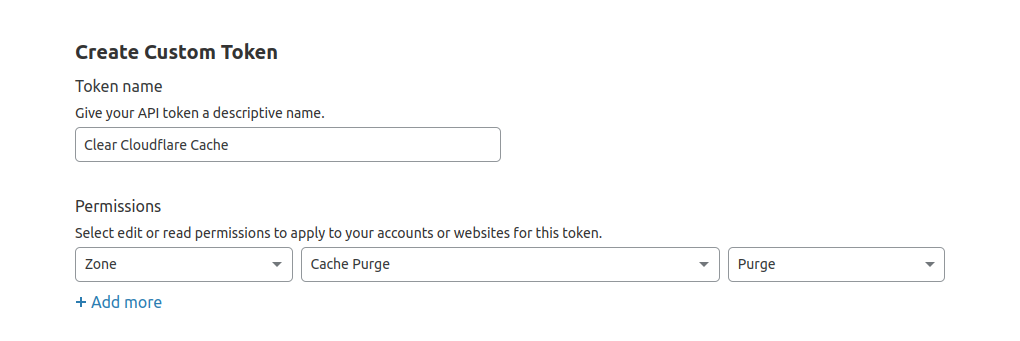 Create Custom Token
Token name
Give your API token a descriptive name.
Clear Cloudflare Cache
Permissions
Select edit or read permissions to apply to your accounts or websites for this token.
Zone Cache Purge Purge
+ Add more